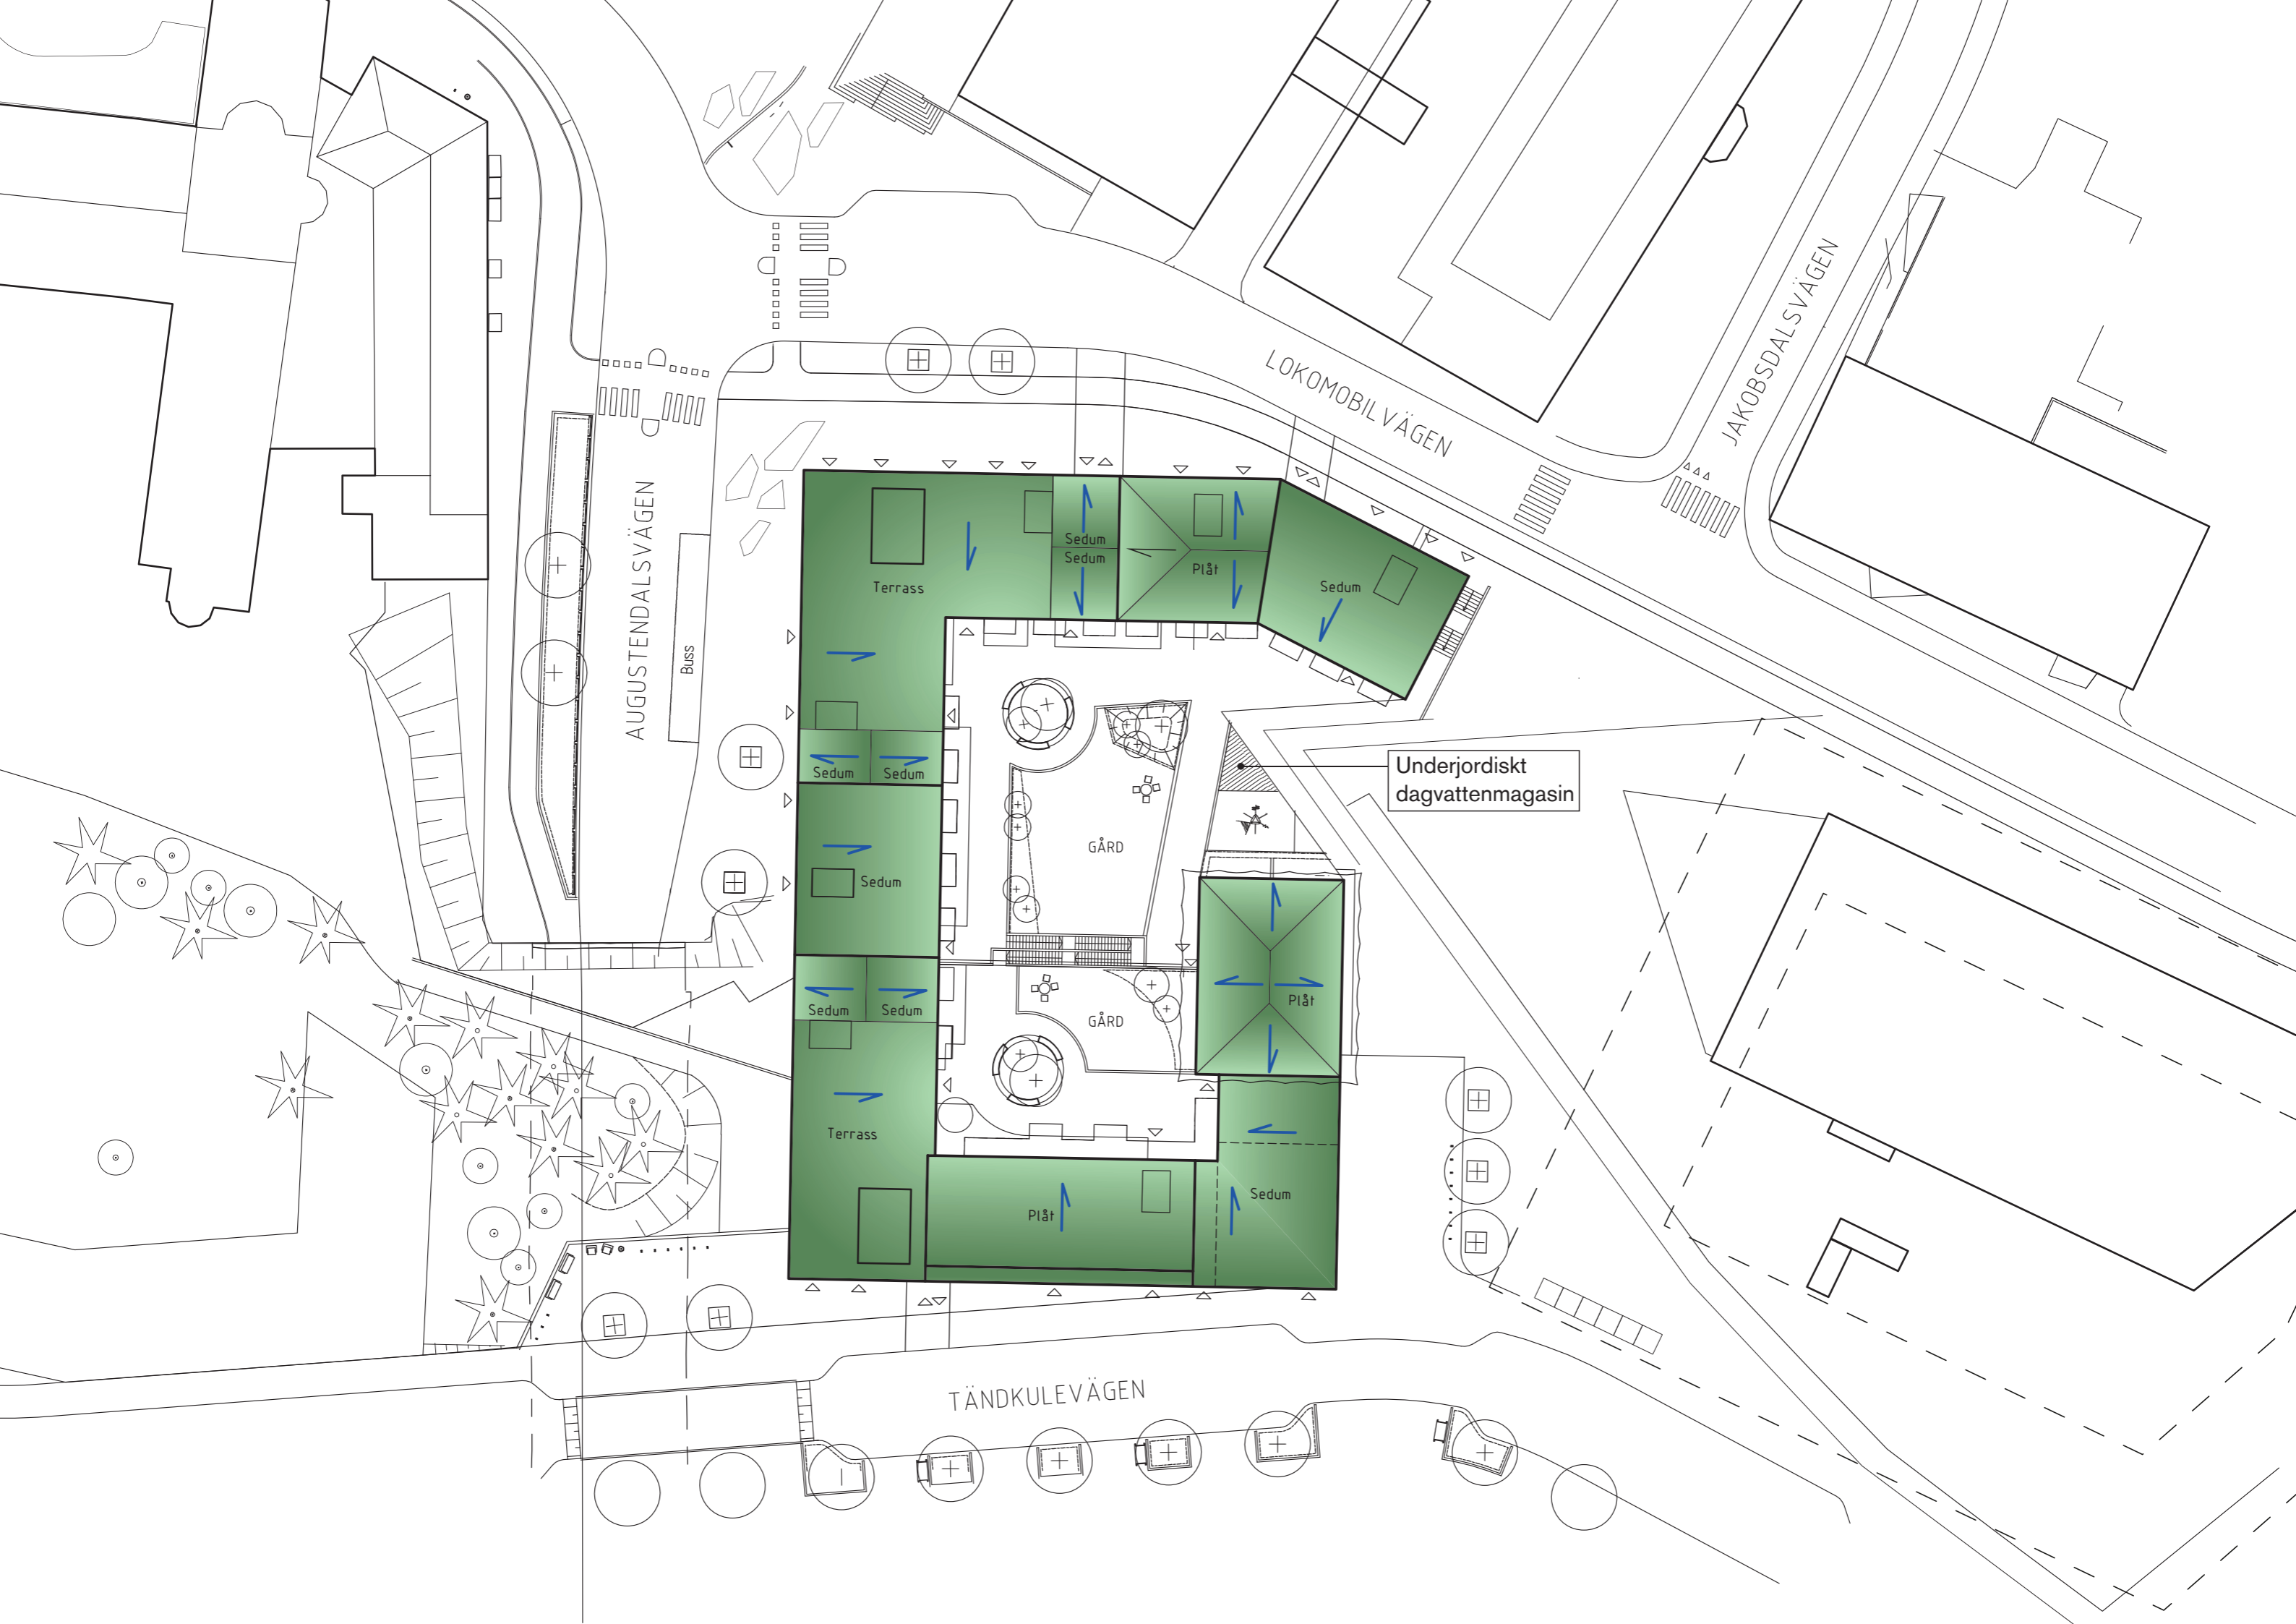 LOKOMOBILVÄGEN
JAKOBSDALSVÄGEN
AUGUSTENDALSVÄGEN
Buss
Sedum
Sedum
Plåt
Sedum
Terrass
Sedum
Sedum
Underjordiskt
dagvattenmagasin
GÅRD
Sedum
Plåt
Sedum
Sedum
GÅRD
Terrass
Sedum
Plåt
TÄNDKULEVÄGEN